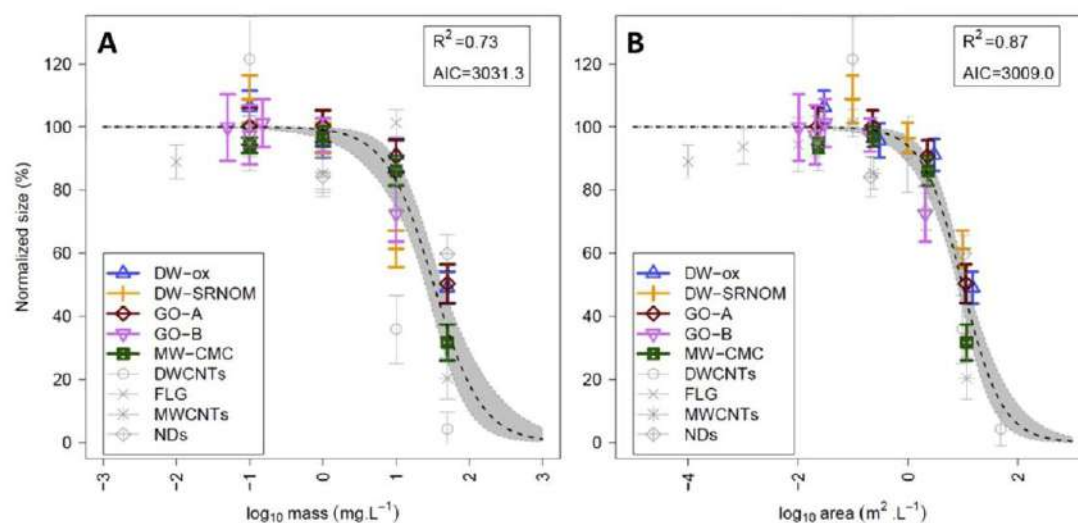 A
R² =0.73
AIC=3031.3
Normalized size (%)
120
100
80
60
40
20
0
DW-ox
DW-SRNOM
GO-A
GO-B
MW-CMC
DWCNTs
FLG
MWCNTs
NDs
-3 -2 -1 0 1 2 3
log₁₀ mass (mg.L⁻¹)
B
R² =0.87
AIC=3009.0
120
100
80
60
40
20
0
DW-ox
DW-SRNOM
GO-A
GO-B
MW-CMC
DWCNTs
FLG
MWCNTs
NDs
-4 -2 0 2
log₁₀ area (m² .L⁻¹)